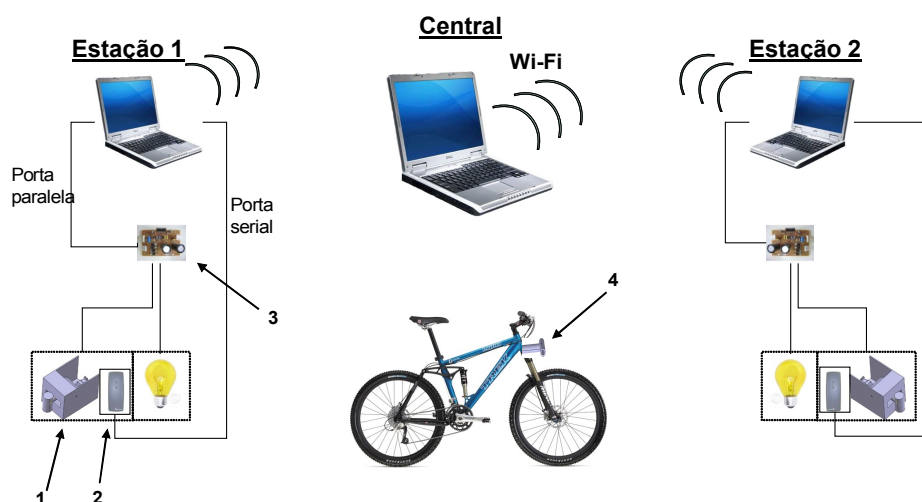 Central
Estação 1
Wi-Fi
Estação 2
Porta
paralela
Porta
serial
3
4
1
2